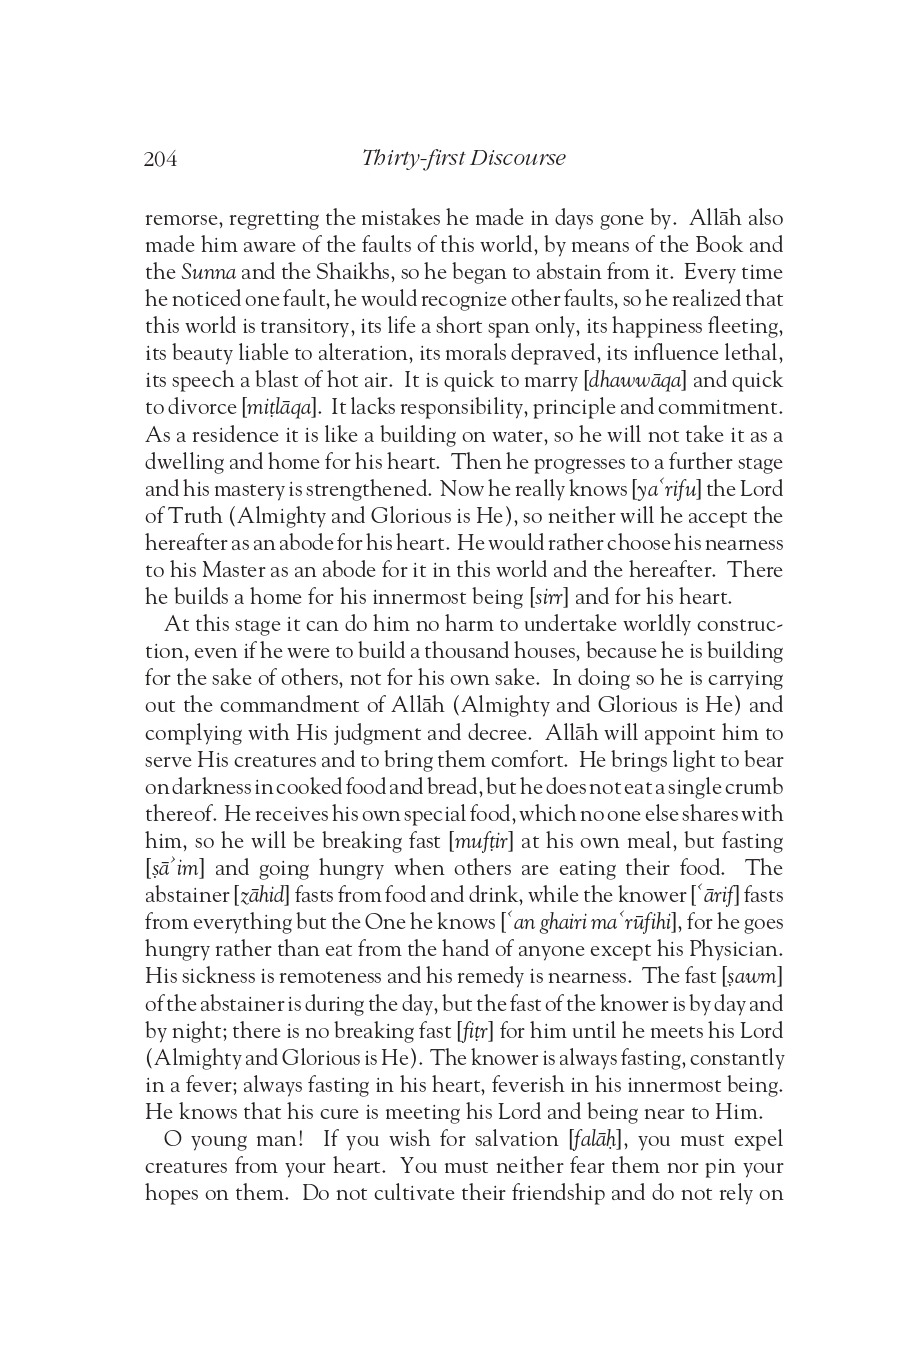 204 Thirty-first Discourse
remorse, regretting the mistakes he made in days gone by. Allāh also
made him aware of the faults of this world, by means of the Book and
the Sunna and the Shaikhs, so he began to abstain from it. Every time
he noticed one fault, he would recognize other faults, so he realized that
this world is transitory, its life a short span only, its happiness fleeting,
its beauty liable to alteration, its morals depraved, its influence lethal,
its speech a blast of hot air. It is quick to marry [dhawwāqa] and quick
to divorce [miṭlāqa]. It lacks responsibility, principle and commitment.
As a residence it is like a building on water, so he will not take it as a
dwelling and home for his heart. Then he progresses to a further stage
and his mastery is strengthened. Now he really knows [yaʿrifu] the Lord
of Truth (Almighty and Glorious is He), so neither will he accept the
hereafter as an abode for his heart. He would rather choose his nearness
to his Master as an abode for it in this world and the hereafter. There
he builds a home for his innermost being [sirr] and for his heart.
At this stage it can do him no harm to undertake worldly construc-
tion, even if he were to build a thousand houses, because he is building
for the sake of others, not for his own sake. In doing so he is carrying
out the commandment of Allāh (Almighty and Glorious is He) and
complying with His judgment and decree. Allāh will appoint him to
serve His creatures and to bring them comfort. He brings light to bear
on darkness in cooked food and bread, but he does not eat a single crumb
thereof. He receives his own special food, which no one else shares with
him, so he will be breaking fast [mufṭir] at his own meal, but fasting
[ṣāʾim] and going hungry when others are eating their food. The
abstainer [zāhid] fasts from food and drink, while the knower [ʿārif] fasts
from everything but the One he knows [ʿan ghairi maʿrūfihi], for he goes
hungry rather than eat from the hand of anyone except his Physician.
His sickness is remoteness and his remedy is nearness. The fast [ṣawm]
of the abstainer is during the day, but the fast of the knower is by day and
by night; there is no breaking fast [fiṭr] for him until he meets his Lord
(Almighty and Glorious is He). The knower is always fasting, constantly
in a fever; always fasting in his heart, feverish in his innermost being.
He knows that his cure is meeting his Lord and being near to Him.
O young man! If you wish for salvation [falāḥ], you must expel
creatures from your heart. You must neither fear them nor pin your
hopes on them. Do not cultivate their friendship and do not rely on